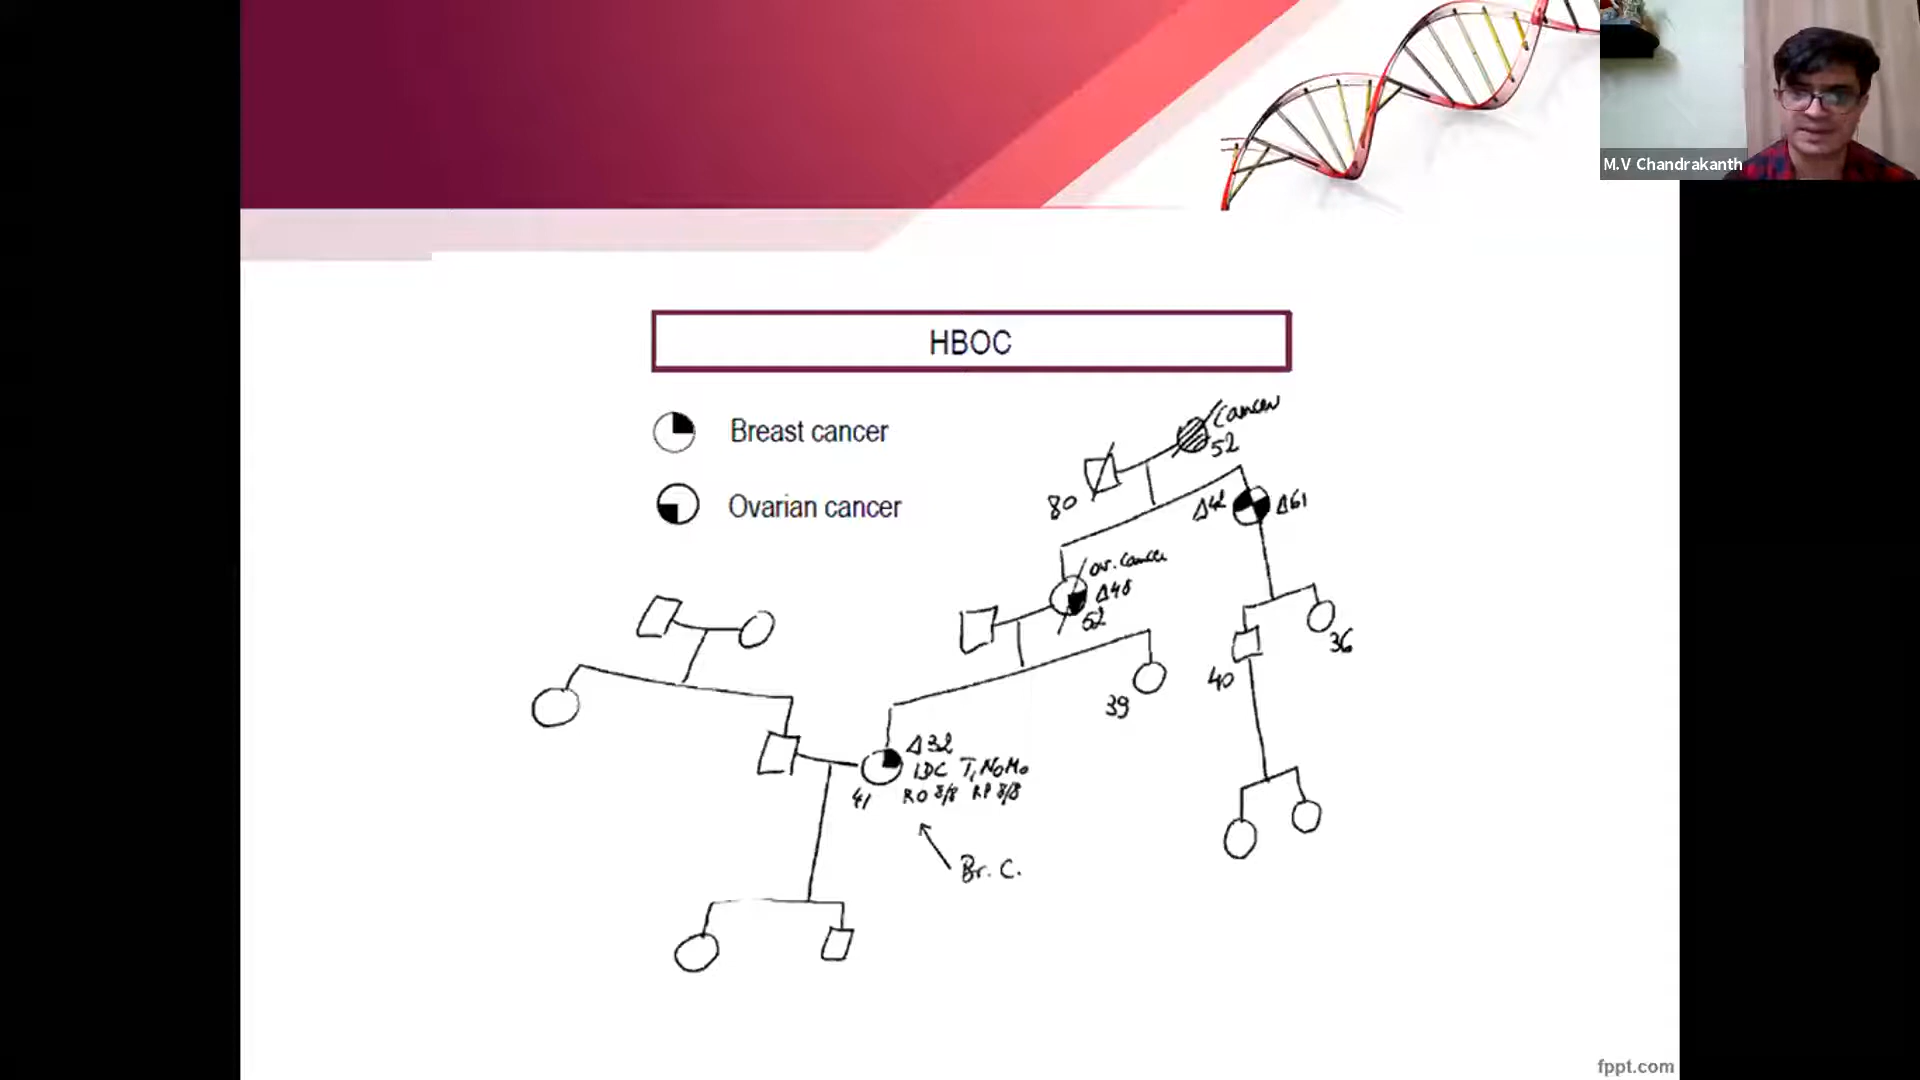 M.V Chandrakanth
HBOC
Breast cancer
Ovarian cancer
Cancer
52
80
Δ42
Δ61
ov. cancer
Δ48
52
36
40
39
Δ32
IDC T1N0M0
RO 8/8 RP 8/8
41
Br. C.
fppt.com